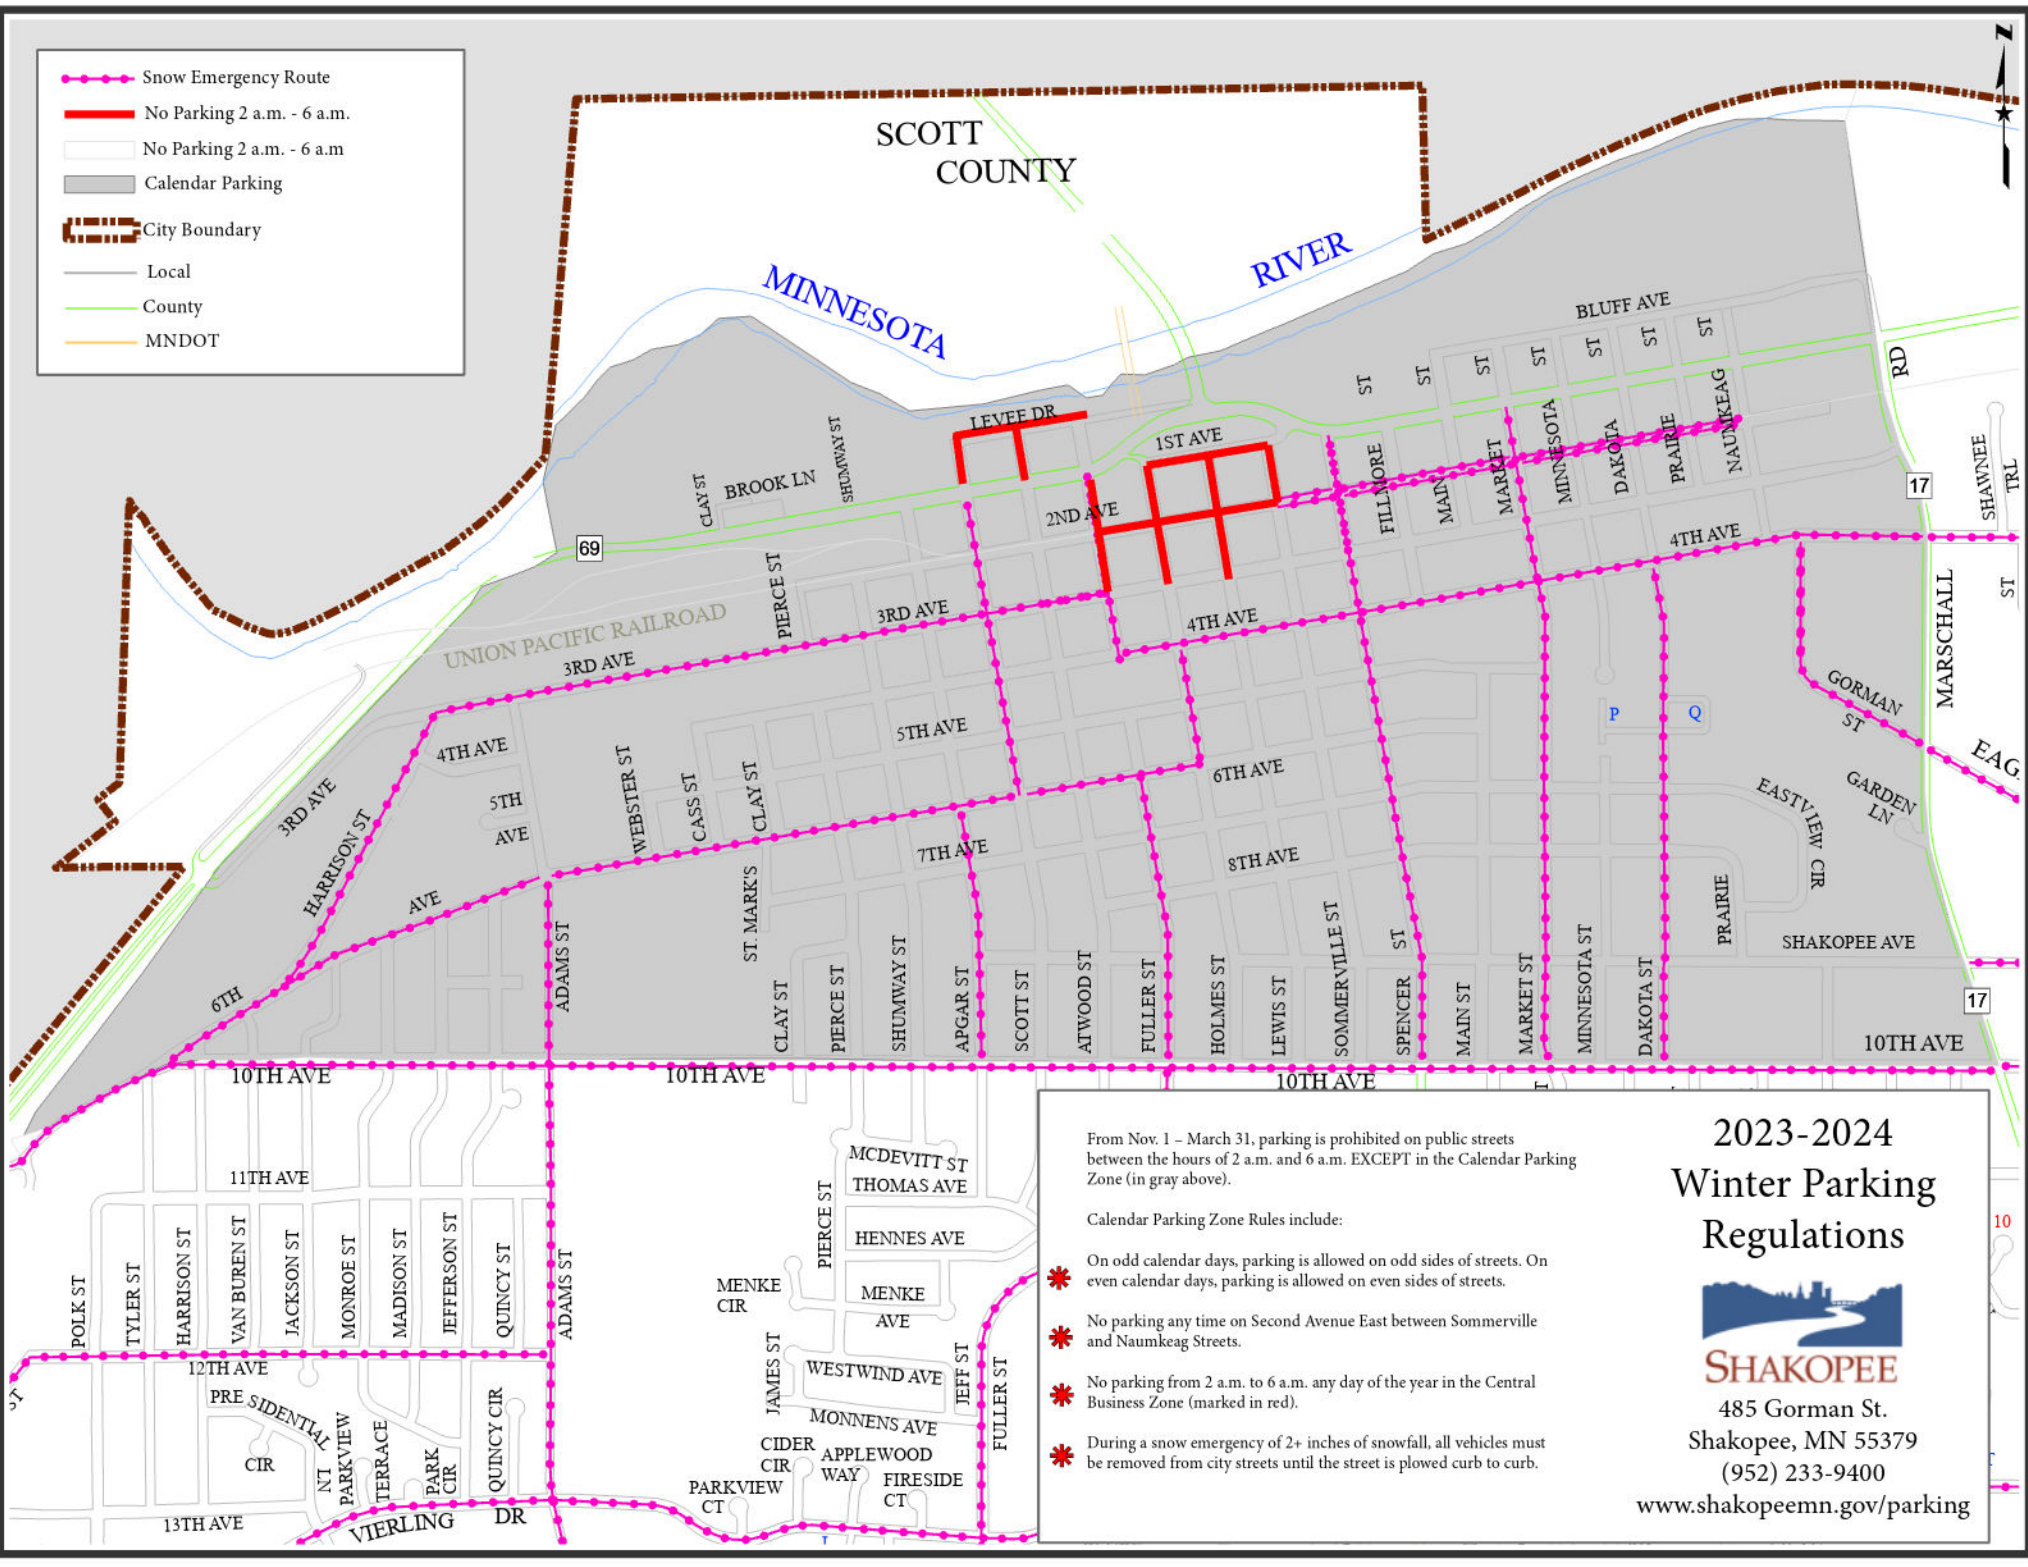 Snow Emergency Route
No Parking 2 a.m. - 6 a.m.
No Parking 2 a.m. - 6 a.m
Calendar Parking
City Boundary
Local
County
MNDOT
SCOTT
COUNTY
MINNESOTA
RIVER
Z
BLUFF AVE
ST
ST
ST
ST
ST
ST
ST
RD
LEVEE DR
1ST AVE
2ND AVE
SHUMWAY ST
CLAY ST
BROOK LN
69
17
FILLMORE
MAIN
MARKET
MINNESOTA
DAKOTA
PRAIRIE
NAUMKEAG
SHAWNEE
TRL
4TH AVE
ST
MARSCHALL
PIERCE ST
3RD AVE
4TH AVE
UNION PACIFIC RAILROAD
3RD AVE
GORMAN
ST
P
Q
EAG
5TH AVE
4TH AVE
WEBSTER ST
CASS ST
CLAY ST
6TH AVE
3RD AVE
5TH
AVE
EASTVIEW CIR
GARDEN
LN
HARRISON ST
7TH AVE
8TH AVE
AVE
ST. MARK'S
PRAIRIE
SHAKOPEE AVE
6TH
ADAMS ST
CLAY ST
PIERCE ST
SHUMWAY ST
APGAR ST
SCOTT ST
ATWOOD ST
FULLER ST
HOLMES ST
LEWIS ST
SOMMERVILLE ST
SPENCER
ST
MAIN ST
MARKET ST
MINNESOTA ST
DAKOTA ST
17
10TH AVE
10TH AVE
10TH AVE
10TH AVE
11TH AVE
MCDEVITT ST
THOMAS AVE
PIERCE ST
HENNES AVE
MENKE
CIR
MENKE
AVE
POLK ST
TYLER ST
HARRISON ST
VAN BUREN ST
JACKSON ST
MONROE ST
MADISON ST
JEFFERSON ST
QUINCY ST
ADAMS ST
12TH AVE
ST
JAMES ST
WESTWIND AVE
JEFF ST
FULLER ST
MONNENS AVE
PRE SIDENTIAL
CIR
NT
PARKVIEW
TERRACE
PARK
CIR
QUINCY CIR
CIDER
CIR
APPLEWOOD
WAY
FIRESIDE
CT
PARKVIEW
CT
13TH AVE
VIERLING
DR
From Nov. 1 – March 31, parking is prohibited on public streets
between the hours of 2 a.m. and 6 a.m. EXCEPT in the Calendar Parking
Zone (in gray above).
Calendar Parking Zone Rules include:
On odd calendar days, parking is allowed on odd sides of streets. On
even calendar days, parking is allowed on even sides of streets.
No parking any time on Second Avenue East between Sommerville
and Naumkeag Streets.
No parking from 2 a.m. to 6 a.m. any day of the year in the Central
Business Zone (marked in red).
During a snow emergency of 2+ inches of snowfall, all vehicles must
be removed from city streets until the street is plowed curb to curb.
2023-2024
Winter Parking
Regulations
SHAKOPEE
485 Gorman St.
Shakopee, MN 55379
(952) 233-9400
www.shakopeemn.gov/parking
10